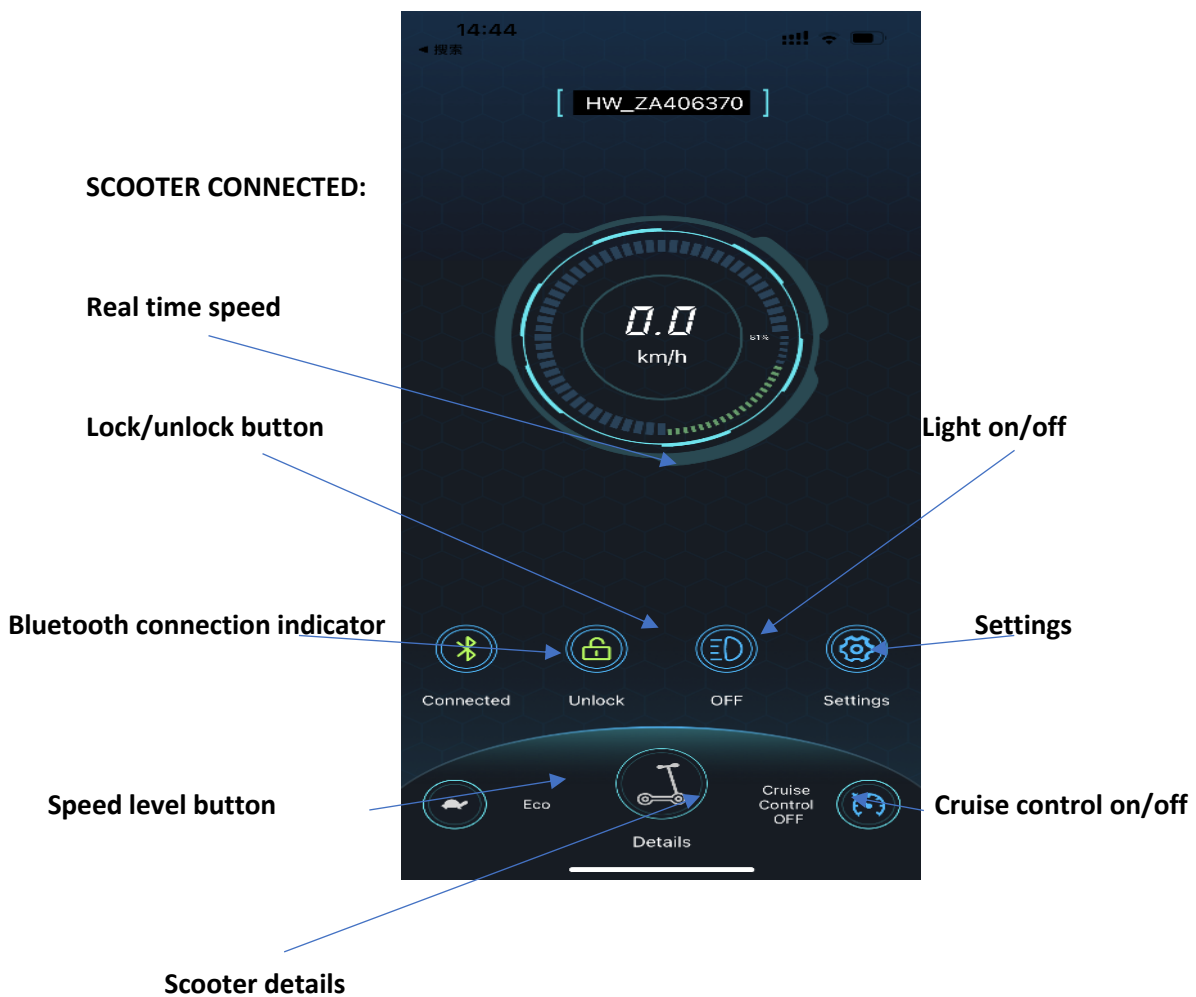 14:44
◀ 搜索
[ HW_ZA406370 ]
SCOOTER CONNECTED:
Real time speed
0.0
km/h
61%
Lock/unlock button
Light on/off
Bluetooth connection indicator
Settings
Connected
Unlock
OFF
Settings
Speed level button
Eco
Cruise
Control
OFF
Cruise control on/off
Details
Scooter details